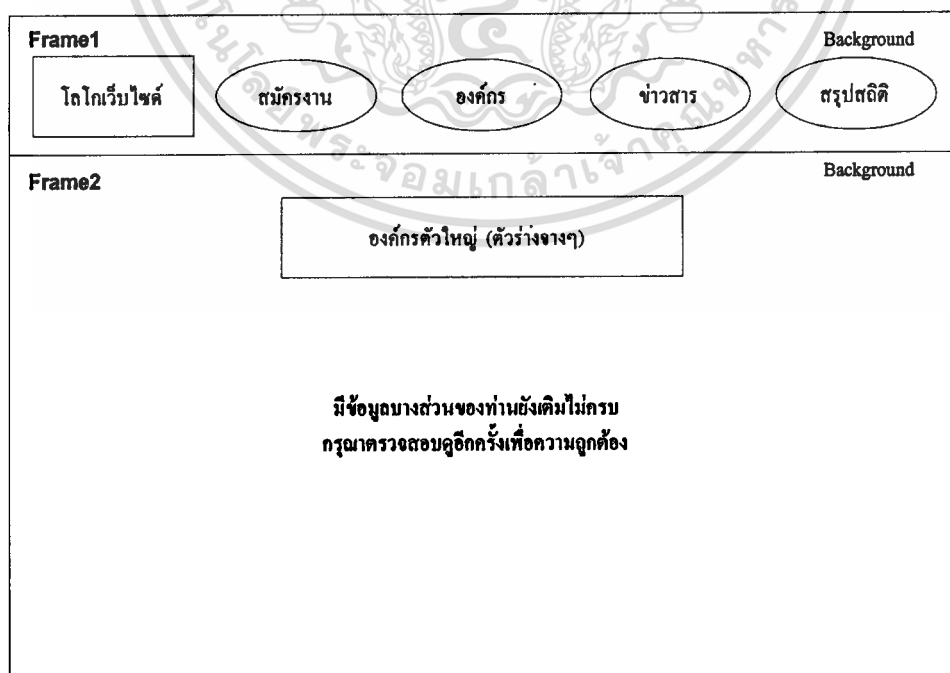 Frame1 Background
โลโกเว็บไซต์ สมัครงาน องค์กร ข่าวสาร สรุปสถิติ
Frame2 Background
องค์กรตัวใหญ่ (ตัวร่างจางๆ)
มีข้อมูลบางส่วนของท่านยังเติมไม่ครบ
กรุณาตรวจสอบดูอีกครั้งเพื่อความถูกต้อง